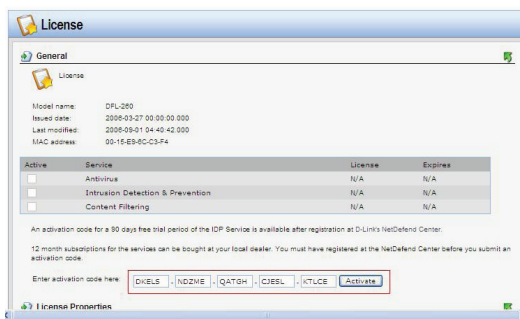 License
General
License
Model name: DFL-260
Issued date: 2006-03-27 00:00:00.000
Last modified: 2006-09-01 04:40:42.000
MAC address: 00-15-E9-6C-C3-F4
Active Service License Expires
Antivirus N/A N/A
Intrusion Detection & Prevention N/A N/A
Content Filtering N/A N/A
An activation code for a 90 days free trial period of the IDP Service is available after registration at D-Link's NetDefend Center.
12 month subscriptions for the services can be bought at your local dealer. You must have registered at the NetDefend Center before you submit an
activation code.
Enter activation code here: DKELS - NDZME - QATGH - CJESL - KTLCE Activate
License Properties